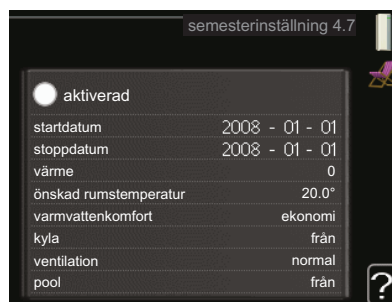 semesterinställning 4.7
aktiverad
startdatum 2008 - 01 - 01
stoppdatum 2008 - 01 - 01
värme 0
önskad rumstemperatur 20.0°
varmvattenkomfort ekonomi
kyla från
ventilation normal
pool från
?